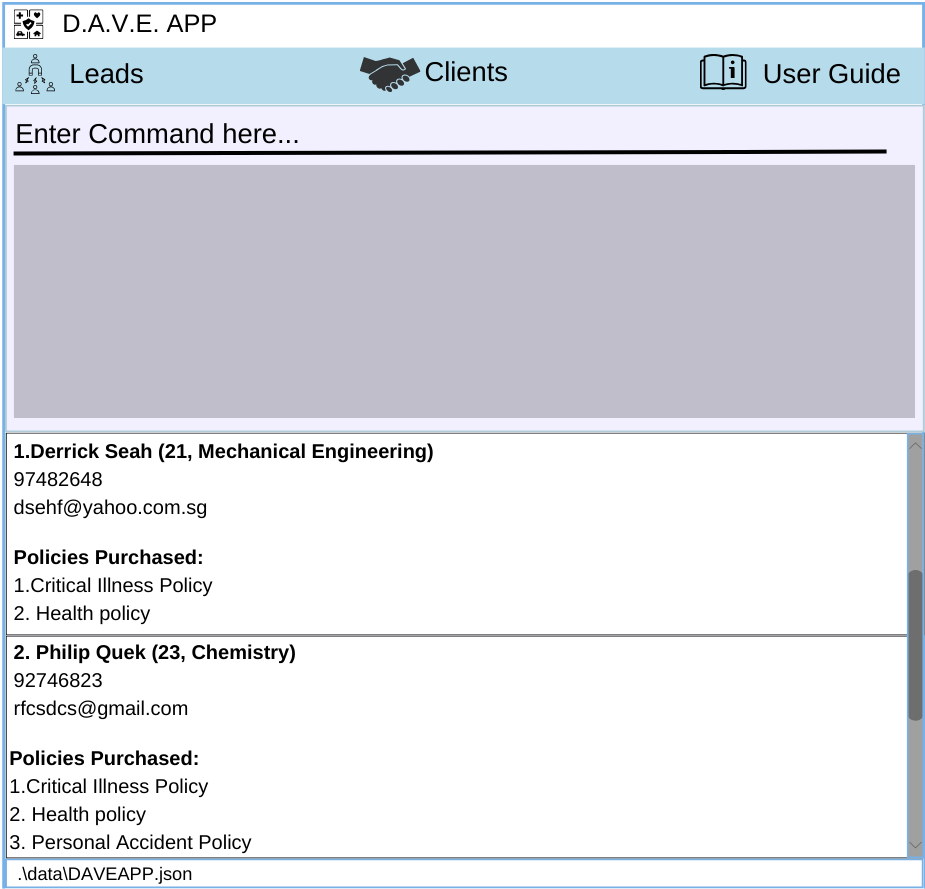 D.A.V.E. APP
Leads Clients User Guide
Enter Command here...
1.Derrick Seah (21, Mechanical Engineering)
97482648
dsehf@yahoo.com.sg
Policies Purchased:
1.Critical Illness Policy
2. Health policy
2. Philip Quek (23, Chemistry)
92746823
rfcsdcs@gmail.com
Policies Purchased:
1.Critical Illness Policy
2. Health policy
3. Personal Accident Policy
.\data\DAVEAPP.json